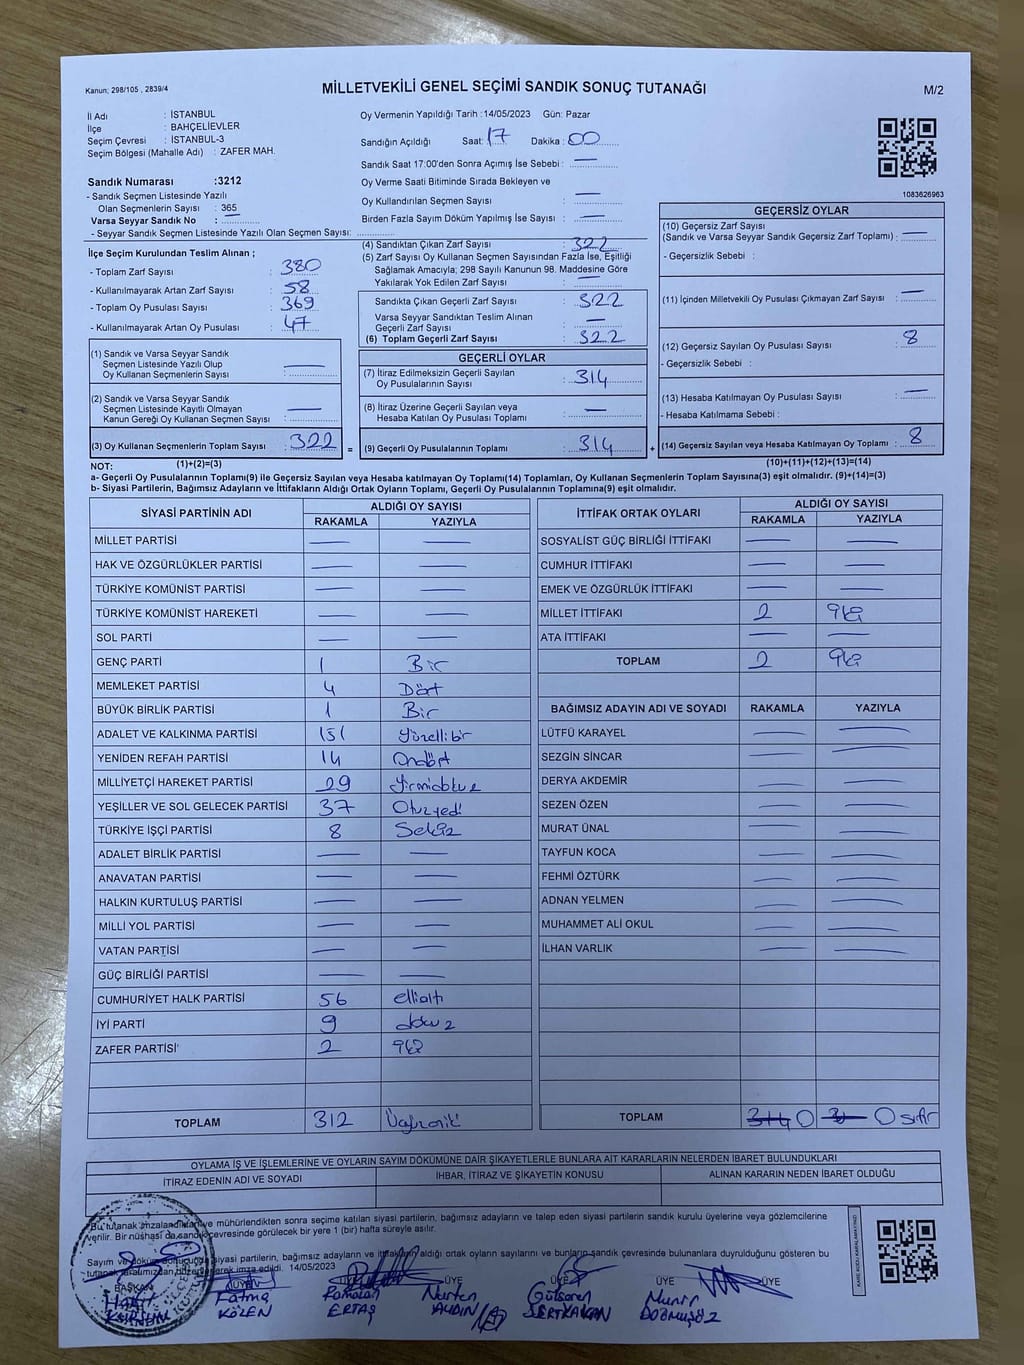 Kanun; 298/105 , 2839/4
MİLLETVEKİLİ GENEL SEÇİMİ SANDIK SONUÇ TUTANAĞI
M/2
İl Adı : İSTANBUL
İlçe : BAHÇELİEVLER
Seçim Çevresi : İSTANBUL-3
Seçim Bölgesi (Mahalle Adı) : ZAFER MAH.
Sandık Numarası :3212
- Sandık Seçmen Listesinde Yazılı
Olan Seçmenlerin Sayısı : 365
Varsa Seyyar Sandık No : —
- Seyyar Sandık Seçmen Listesinde Yazılı Olan Seçmen Sayısı:
Oy Vermenin Yapıldığı Tarih :14/05/2023 Gün: Pazar
Sandığın Açıldığı Saat: 17 Dakika : 00
Sandık Saat 17:00'den Sonra Açımış İse Sebebi : —
Oy Verme Saati Bitiminde Sırada Bekleyen ve
Oy Kullandırılan Seçmen Sayısı : —
Birden Fazla Sayım Döküm Yapılmış İse Sayısı : —
1083626963
İlçe Seçim Kurulundan Teslim Alınan ;
- Toplam Zarf Sayısı : 380
- Kullanılmayarak Artan Zarf Sayısı : 58
- Toplam Oy Pusulası Sayısı : 369
- Kullanılmayarak Artan Oy Pusulası : 47
(1) Sandık ve Varsa Seyyar Sandık
Seçmen Listesinde Yazılı Olup
Oy Kullanan Seçmenlerin Sayısı : —
(2) Sandık ve Varsa Seyyar Sandık
Seçmen Listesinde Kayıtlı Olmayan
Kanun Gereği Oy Kullanan Seçmen Sayısı : —
(3) Oy Kullanan Seçmenlerin Toplam Sayısı : 322
(1)+(2)=(3)
(4) Sandıktan Çıkan Zarf Sayısı : 322
(5) Zarf Sayısı Oy Kullanan Seçmen Sayısından Fazla İse, Eşitliği
Sağlamak Amacıyla; 298 Sayılı Kanunun 98. Maddesine Göre
Yakılarak Yok Edilen Zarf Sayısı : —
Sandıkta Çıkan Geçerli Zarf Sayısı : 322
Varsa Seyyar Sandıktan Teslim Alınan
Geçerli Zarf Sayısı : —
(6) Toplam Geçerli Zarf Sayısı : 322
GEÇERLİ OYLAR
(7) İtiraz Edilmeksizin Geçerli Sayılan
Oy Pusulalarının Sayısı : 314
(8) İtiraz Üzerine Geçerli Sayılan veya
Hesaba Katılan Oy Pusulası Toplamı : —
= (9) Geçerli Oy Pusulalarının Toplamı : 314 +
GEÇERSİZ OYLAR
(10) Geçersiz Zarf Sayısı
(Sandık ve Varsa Seyyar Sandık Geçersiz Zarf Toplamı) : —
- Geçersizlik Sebebi :
(11) İçinden Milletvekili Oy Pusulası Çıkmayan Zarf Sayısı : —
(12) Geçersiz Sayılan Oy Pusulası Sayısı : 8
- Geçersizlik Sebebi :
(13) Hesaba Katılmayan Oy Pusulası Sayısı : —
- Hesaba Katılmama Sebebi :
(14) Geçersiz Sayılan veya Hesaba Katılmayan Oy Toplamı : 8
(10)+(11)+(12)+(13)=(14)
NOT:
a- Geçerli Oy Pusulalarının Toplamı(9) ile Geçersiz Sayılan veya Hesaba katılmayan Oy Toplamı(14) Toplamları, Oy Kullanan Seçmenlerin Toplam Sayısına(3) eşit olmalıdır. (9)+(14)=(3)
b- Siyasi Partilerin, Bağımsız Adayların ve İttifakların Aldığı Ortak Oyların Toplamı, Geçerli Oy Pusulalarının Toplamına(9) eşit olmalıdır.
SİYASİ PARTİNİN ADI ALDIĞI OY SAYISI
RAKAMLA YAZIYLA
MİLLET PARTİSİ — —
HAK VE ÖZGÜRLÜKLER PARTİSİ — —
TÜRKİYE KOMÜNİST PARTİSİ — —
TÜRKİYE KOMÜNİST HAREKETİ — —
SOL PARTİ — —
GENÇ PARTİ 1 Bir
MEMLEKET PARTİSİ 4 Dört
BÜYÜK BİRLİK PARTİSİ 1 Bir
ADALET VE KALKINMA PARTİSİ 151 Yüzellibir
YENİDEN REFAH PARTİSİ 14 Ondört
MİLLİYETÇİ HAREKET PARTİSİ 29 Yirmidokuz
YEŞİLLER VE SOL GELECEK PARTİSİ 37 Otuzyedi
TÜRKİYE İŞÇİ PARTİSİ 8 Sekiz
ADALET BİRLİK PARTİSİ — —
ANAVATAN PARTİSİ — —
HALKIN KURTULUŞ PARTİSİ — —
MİLLİ YOL PARTİSİ — —
VATAN PARTİSİ — —
GÜÇ BİRLİĞİ PARTİSİ — —
CUMHURİYET HALK PARTİSİ 56 ellialtı
İYİ PARTİ 9 dokuz
ZAFER PARTİSİ 2 iki
TOPLAM 312 Üçyüzoniki
İTTİFAK ORTAK OYLARI ALDIĞI OY SAYISI
RAKAMLA YAZIYLA
SOSYALİST GÜÇ BİRLİĞİ İTTİFAKI — —
CUMHUR İTTİFAKI — —
EMEK VE ÖZGÜRLÜK İTTİFAKI — —
MİLLET İTTİFAKI 2 iki
ATA İTTİFAKI — —
TOPLAM 2 iki
BAĞIMSIZ ADAYIN ADI VE SOYADI RAKAMLA YAZIYLA
LÜTFÜ KARAYEL — —
SEZGİN SİNCAR — —
DERYA AKDEMİR — —
SEZEN ÖZEN — —
MURAT ÜNAL — —
TAYFUN KOCA — —
FEHMİ ÖZTÜRK — —
ADNAN YELMEN — —
MUHAMMET ALİ OKUL — —
İLHAN VARLIK — —
TOPLAM 314 0 0 sıfır
OYLAMA İŞ VE İŞLEMLERİNE VE OYLARIN SAYIM DÖKÜMÜNE DAİR ŞİKAYETLERLE BUNLARA AİT KARARLARIN NELERDEN İBARET BULUNDUKLARI
İTİRAZ EDENİN ADI VE SOYADI İHBAR, İTİRAZ VE ŞİKAYETİN KONUSU ALINAN KARARIN NEDEN İBARET OLDUĞU
Bu tutanak imzalandıktan ve mühürlendikten sonra seçime katılan siyasi partilerin, bağımsız adayların ve talep eden siyasi partilerin sandık kurulu üyelerine veya gözlemcilerine
verilir. Bir nüshası da sandık çevresinde görülecek bir yere 1 (bir) hafta süreyle asılır.
Sayım ve döküm sonucunda siyasi partilerin, bağımsız adayların ve ittifakların aldığı ortak oyların sayılarını ve bunların sandık çevresinde bulunanlara duyrulduğunu gösteren bu
tutanak tarafımızdan düzenlenerek imza edildi. 14/05/2023
BAŞKAN ÜYE ÜYE ÜYE ÜYE ÜYE ÜYE
Fatma Ramazan Nurten Gülseren Munir
KÖLEN ERTAŞ AYDIN SERTKAKAN DOĞMUŞÖZ